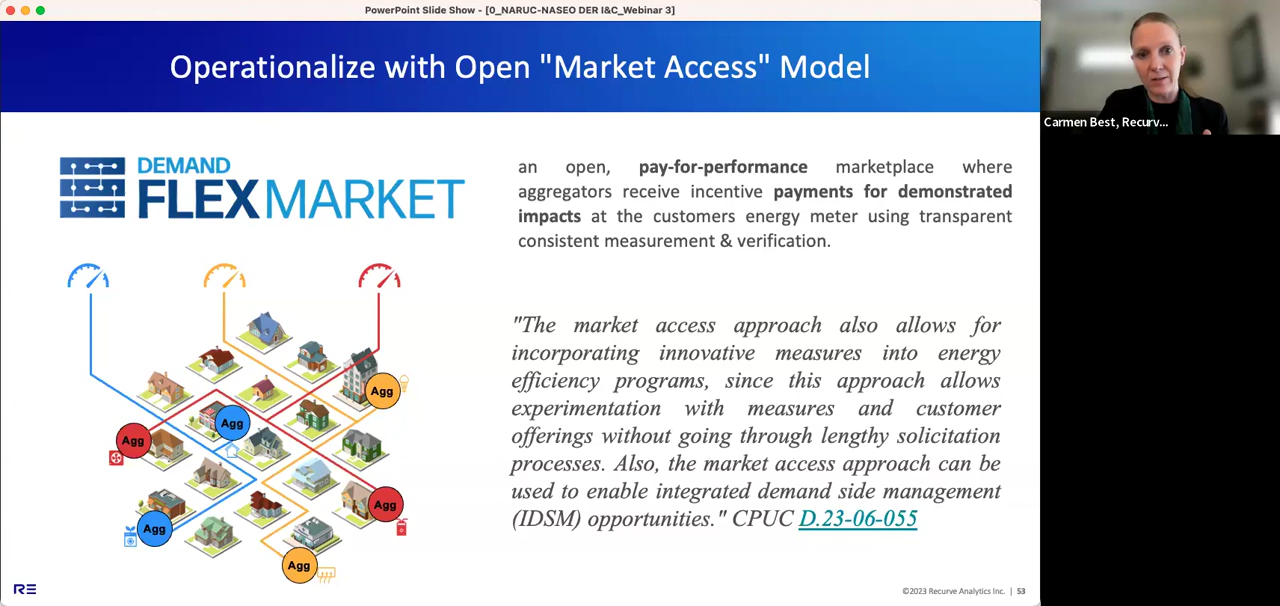 PowerPoint Slide Show - [0_NARUC-NASEO DER I&C_Webinar 3]
Operationalize with Open "Market Access" Model
Carmen Best, Recurv...
DEMAND
FLEXMARKET
an open, pay-for-performance marketplace where
aggregators receive incentive payments for demonstrated
impacts at the customers energy meter using transparent
consistent measurement & verification.
"The market access approach also allows for
incorporating innovative measures into energy
efficiency programs, since this approach allows
experimentation with measures and customer
offerings without going through lengthy solicitation
processes. Also, the market access approach can be
used to enable integrated demand side management
(IDSM) opportunities." CPUC D.23-06-055
Agg
Agg
Agg
Agg
Agg
Agg
RE
©2023 Recurve Analytics Inc. | 53